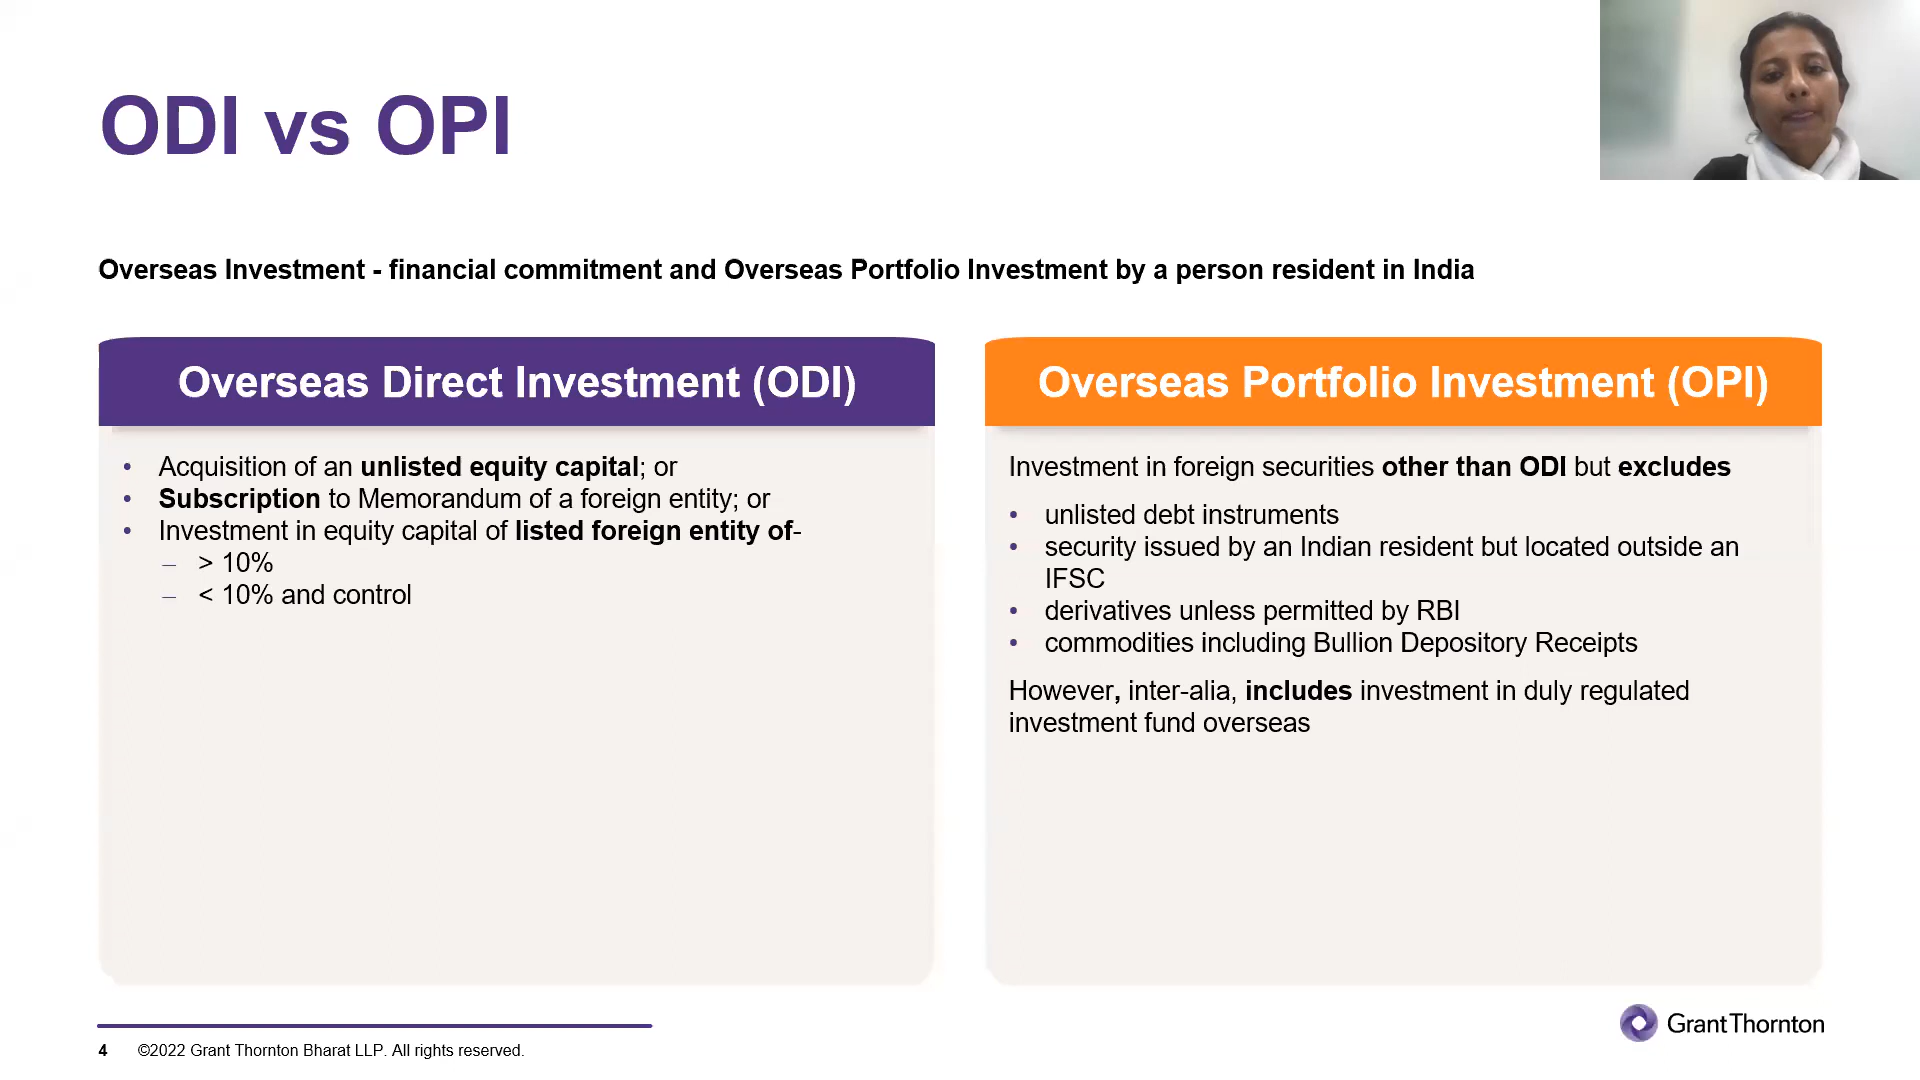 ODI vs OPI
Overseas Investment - financial commitment and Overseas Portfolio Investment by a person resident in India
Overseas Direct Investment (ODI)
• Acquisition of an unlisted equity capital; or
• Subscription to Memorandum of a foreign entity; or
• Investment in equity capital of listed foreign entity of-
– > 10%
– < 10% and control
Overseas Portfolio Investment (OPI)
Investment in foreign securities other than ODI but excludes
• unlisted debt instruments
• security issued by an Indian resident but located outside an
IFSC
• derivatives unless permitted by RBI
• commodities including Bullion Depository Receipts
However, inter-alia, includes investment in duly regulated
investment fund overseas
4 ©2022 Grant Thornton Bharat LLP. All rights reserved.
Grant Thornton